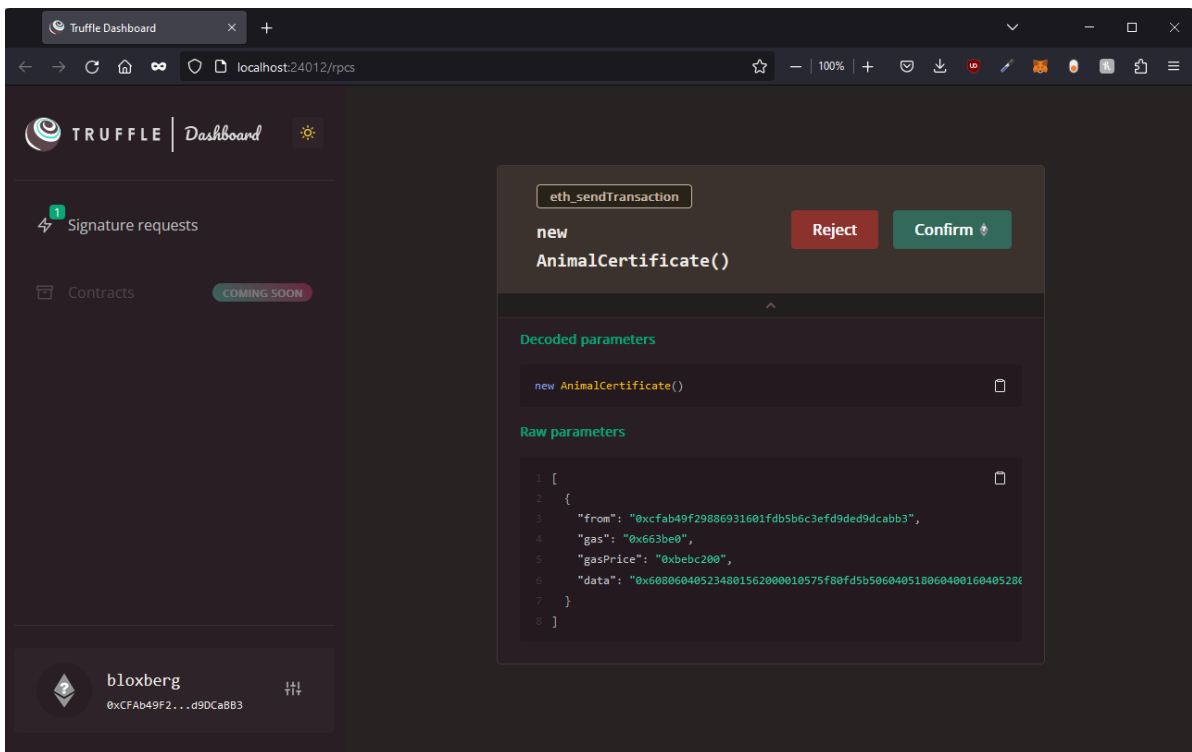 Truffle Dashboard
localhost:24012/rpcs
100%
TRUFFLE Dashboard
1
Signature requests
Contracts
COMING SOON
eth_sendTransaction
new
AnimalCertificate()
Reject
Confirm
Decoded parameters
new AnimalCertificate()
Raw parameters
1 [
2 {
3 "from": "0xcfab49f29886931601fdb5b6c3efd9ded9dcabb3",
4 "gas": "0x663be0",
5 "gasPrice": "0xbebc200",
6 "data": "0x608060405234801562000010575f80fd5b506040518060400160405280
7 }
8 ]
bloxberg
0xCFAb49F2...d9DCaBB3